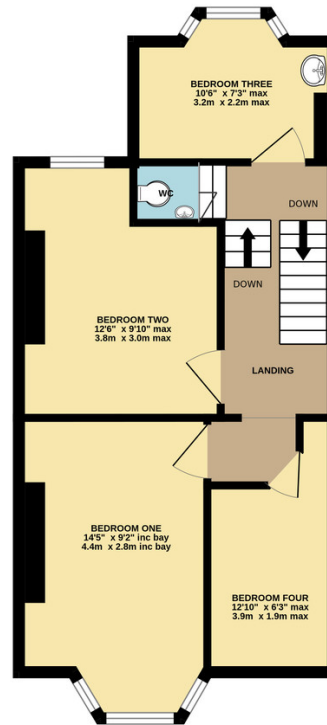 BEDROOM THREE
10'6" x 7'3" max
3.2m x 2.2m max
WC
DOWN
DOWN
BEDROOM TWO
12'6" x 9'10" max
3.8m x 3.0m max
LANDING
BEDROOM ONE
14'5" x 9'2" inc bay
4.4m x 2.8m inc bay
BEDROOM FOUR
12'10" x 6'3" max
3.9m x 1.9m max